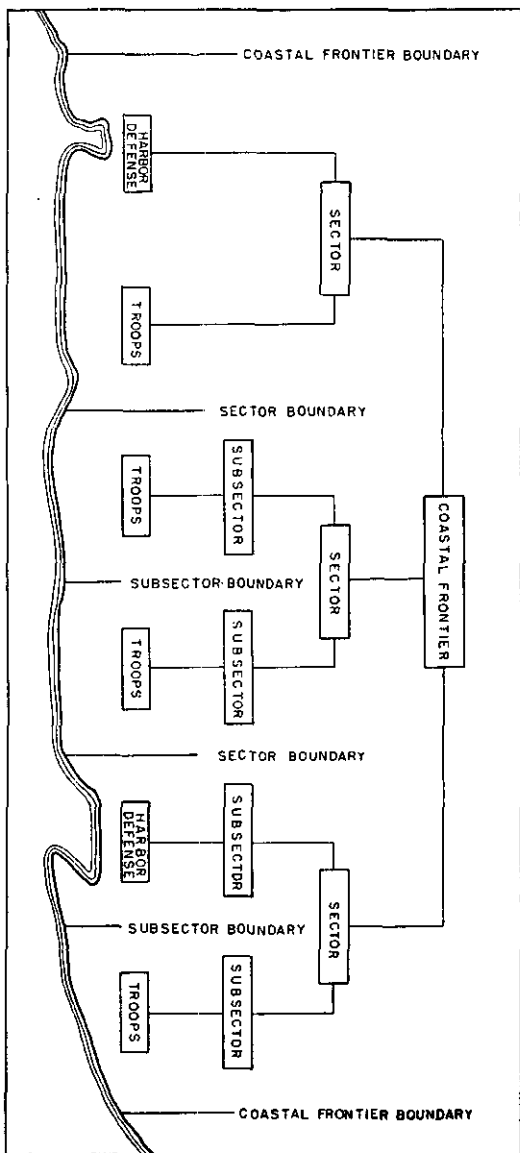 COASTAL FRONTIER BOUNDARY
HARBOR
DEFENSE
SECTOR
TROOPS
SECTOR BOUNDARY
COASTAL FRONTIER
TROOPS
SUBSECTOR
SECTOR
SUBSECTOR BOUNDARY
TROOPS
SUBSECTOR
SECTOR BOUNDARY
HARBOR
DEFENSE
SUBSECTOR
SECTOR
SUBSECTOR BOUNDARY
TROOPS
SUBSECTOR
COASTAL FRONTIER BOUNDARY